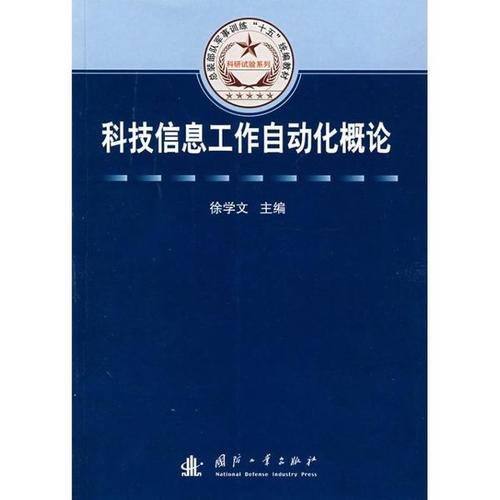 总装部队军事训练“十五”统编教材
科研试验系列
科技信息工作自动化概论
徐学文 主编
国防工业出版社
National Defense Industry Press